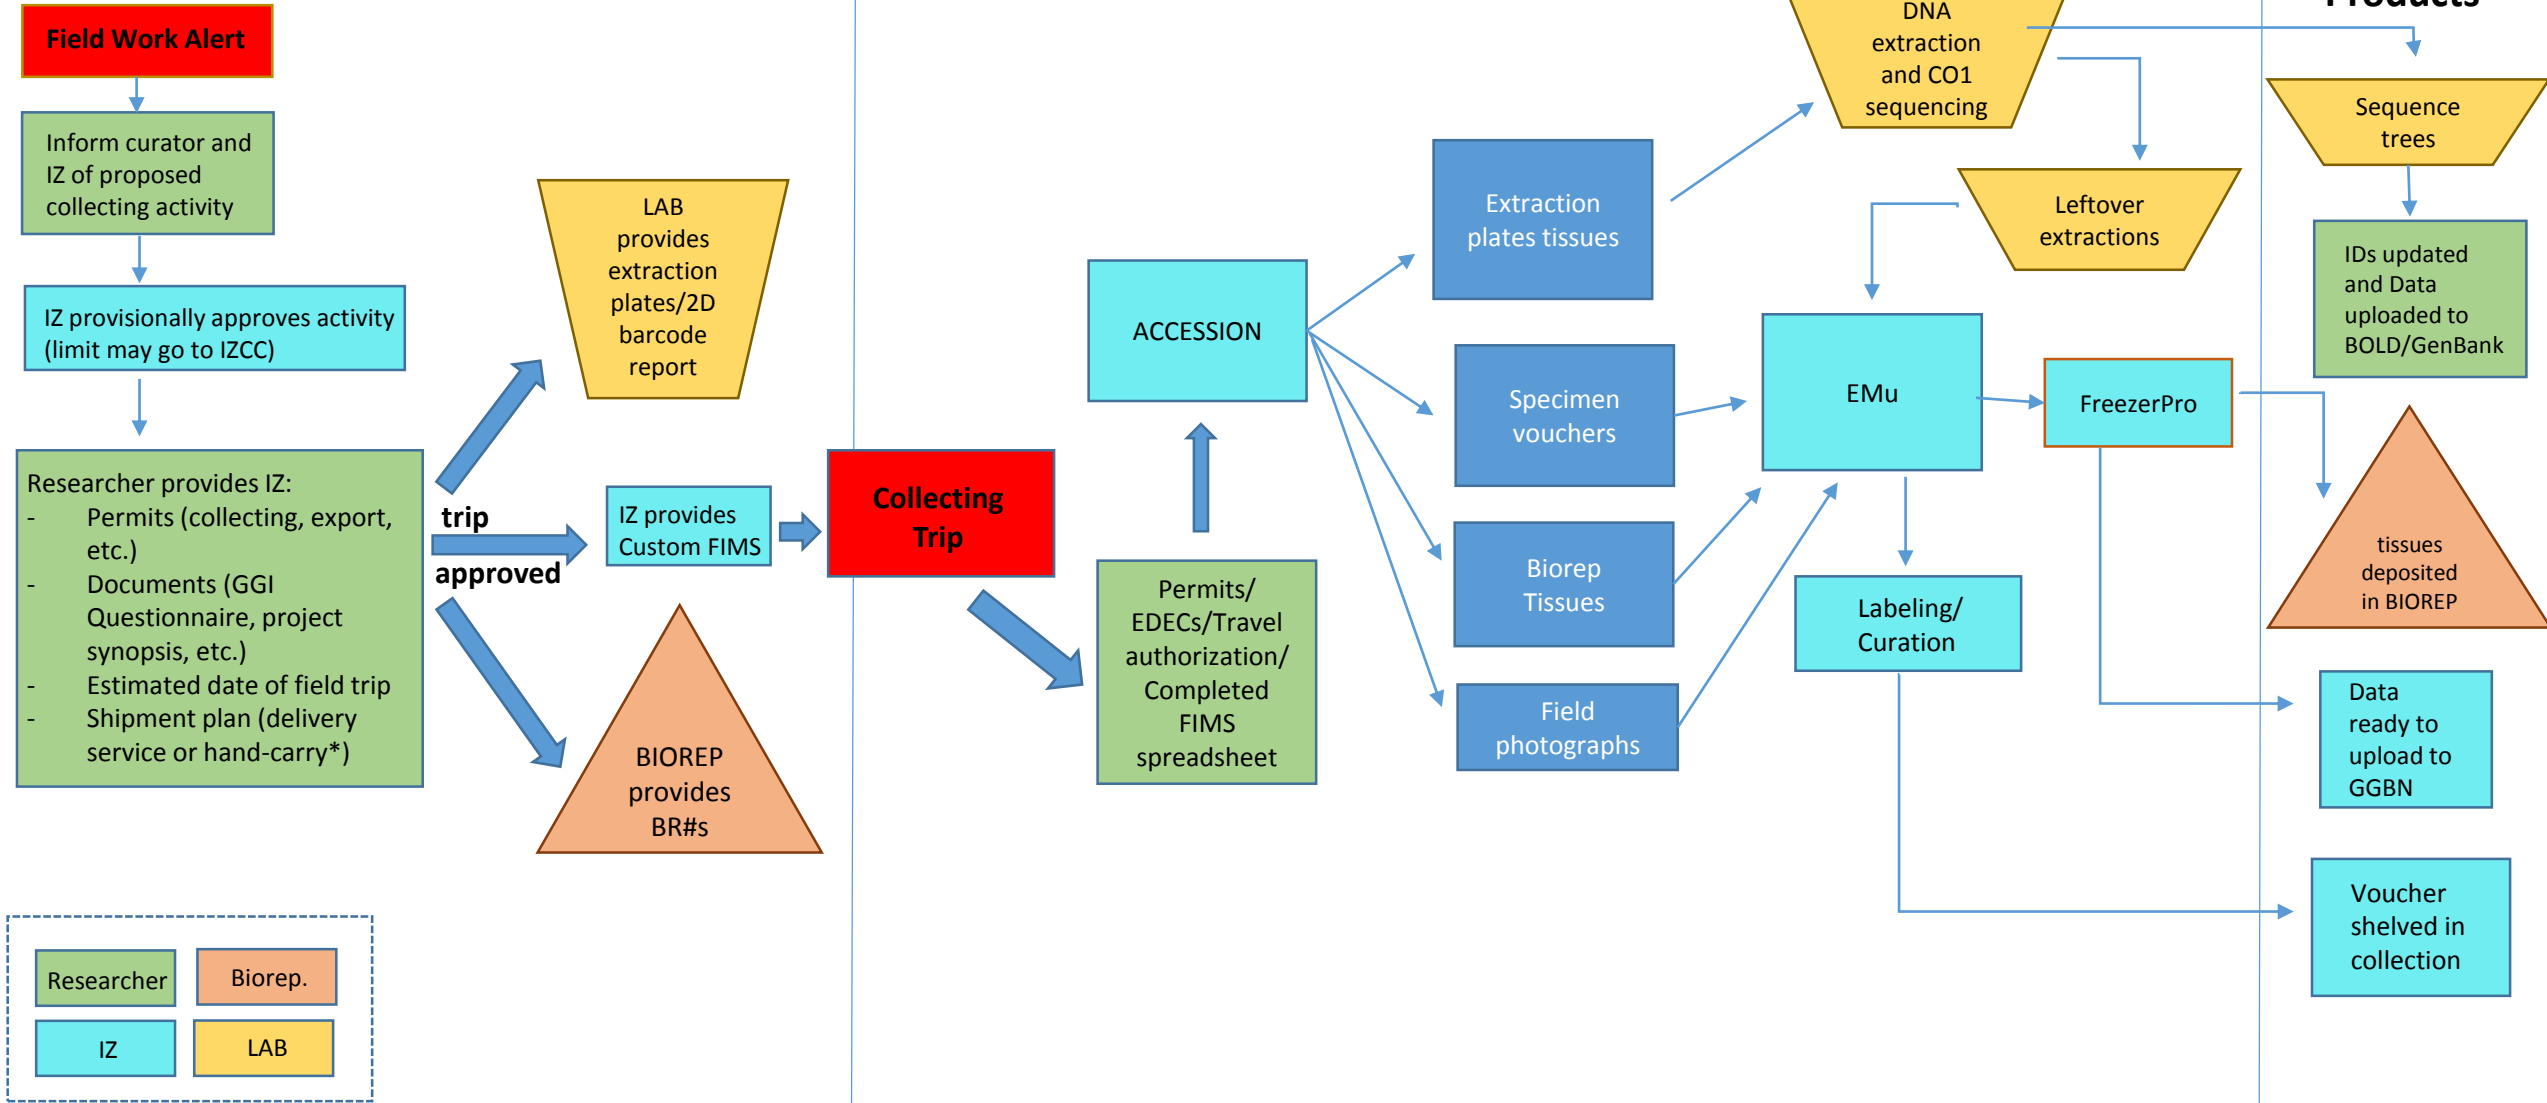 Field Work Alert
Inform curator and
IZ of proposed
collecting activity
IZ provisionally approves activity
(limit may go to IZCC)
Researcher provides IZ:
- Permits (collecting, export,
etc.)
- Documents (GGI
Questionnaire, project
synopsis, etc.)
- Estimated date of field trip
- Shipment plan (delivery
service or hand-carry*)
trip
approved
LAB
provides
extraction
plates/2D
barcode
report
IZ provides
Custom FIMS
BIOREP
provides
BR#s
Collecting
Trip
Permits/
EDECs/Travel
authorization/
Completed
FIMS
spreadsheet
ACCESSION
Extraction
plates tissues
Specimen
vouchers
Biorep
Tissues
Field
photographs
DNA
extraction
and CO1
sequencing
Leftover
extractions
EMu
FreezerPro
Labeling/
Curation
Products
Sequence
trees
IDs updated
and Data
uploaded to
BOLD/GenBank
tissues
deposited
in BIOREP
Data
ready to
upload to
GGBN
Voucher
shelved in
collection
Researcher
Biorep.
IZ
LAB